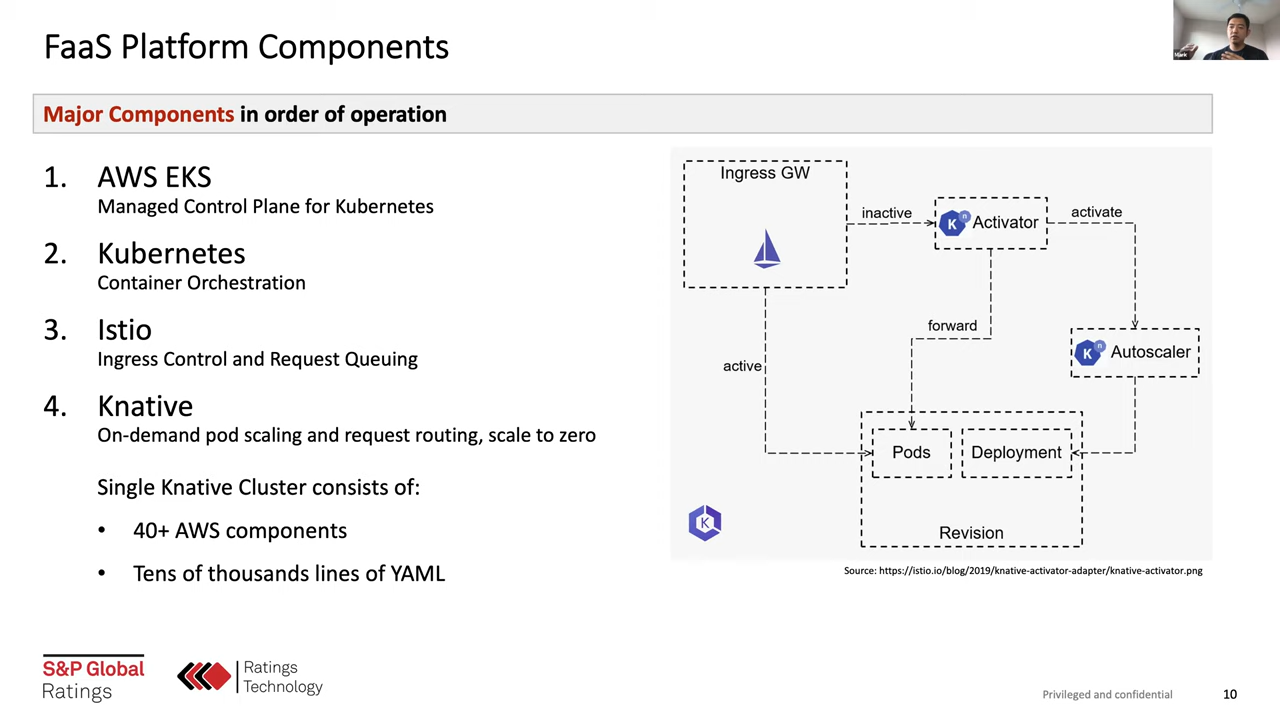 FaaS Platform Components
Mark
Major Components in order of operation
1. AWS EKS
Managed Control Plane for Kubernetes
2. Kubernetes
Container Orchestration
3. Istio
Ingress Control and Request Queuing
4. Knative
On-demand pod scaling and request routing, scale to zero
Single Knative Cluster consists of:
• 40+ AWS components
• Tens of thousands lines of YAML
Ingress GW
inactive
K n Activator
activate
forward
active
K n Autoscaler
Pods
Deployment
Revision
K
Source: https://istio.io/blog/2019/knative-activator-adapter/knative-activator.png
S&P Global
Ratings
Ratings
Technology
Privileged and confidential
10